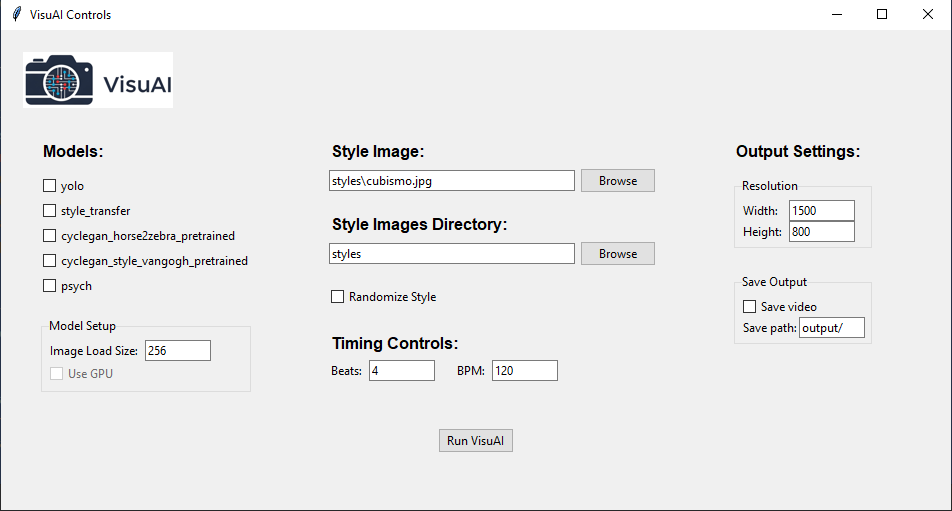 VisuAI Controls
VisuAI
Models:
yolo
style_transfer
cyclegan_horse2zebra_pretrained
cyclegan_style_vangogh_pretrained
psych
Model Setup
Image Load Size: 256
Use GPU
Style Image:
styles\cubismo.jpg Browse
Style Images Directory:
styles Browse
Randomize Style
Timing Controls:
Beats: 4 BPM: 120
Output Settings:
Resolution
Width: 1500
Height: 800
Save Output
Save video
Save path: output/
Run VisuAI